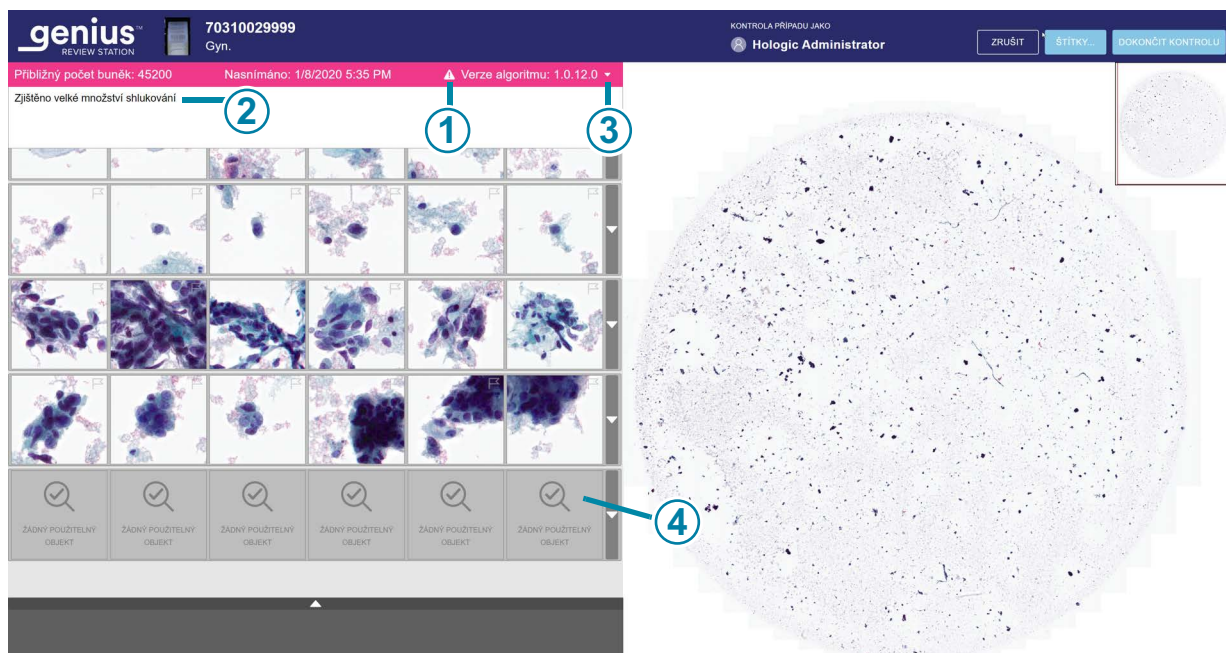 genius™
REVIEW STATION
70310029999
Gyn.
KONTROLA PŘÍPADU JAKO
Hologic Administrator
ZRUŠIT
ŠTÍTKY...
DOKONČIT KONTROLU
Přibližný počet buněk: 45200
Nasnímáno: 1/8/2020 5:35 PM
Verze algoritmu: 1.0.12.0
Zjištěno velké množství shlukování
2
1
3
ŽÁDNÝ POUŽITELNÝ
OBJEKT
ŽÁDNÝ POUŽITELNÝ
OBJEKT
ŽÁDNÝ POUŽITELNÝ
OBJEKT
ŽÁDNÝ POUŽITELNÝ
OBJEKT
ŽÁDNÝ POUŽITELNÝ
OBJEKT
ŽÁDNÝ POUŽITELNÝ
OBJEKT
4